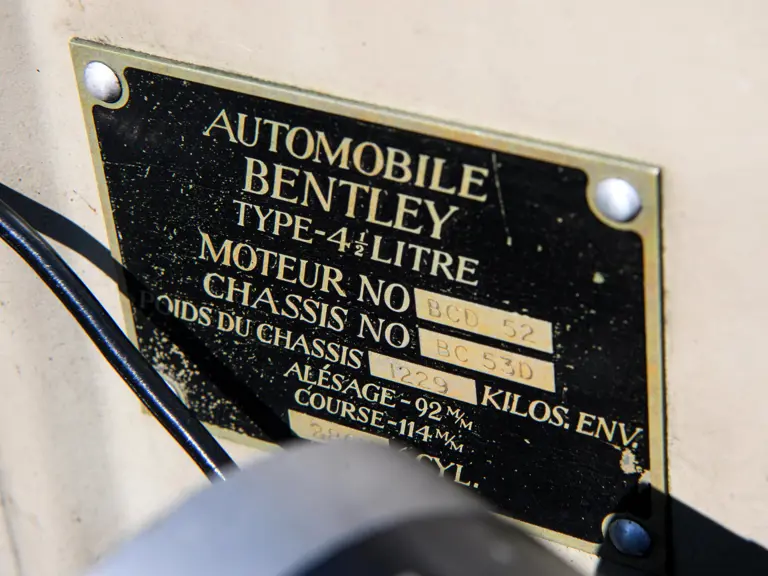 AUTOMOBILE
BENTLEY
TYPE-4½ LITRE
MOTEUR NO BCD 52
CHASSIS NO BC 53D
POIDS DU CHASSIS 1229 KILOS. ENV.
ALÉSAGE-92 M/M
COURSE-114 M/M
CYL.